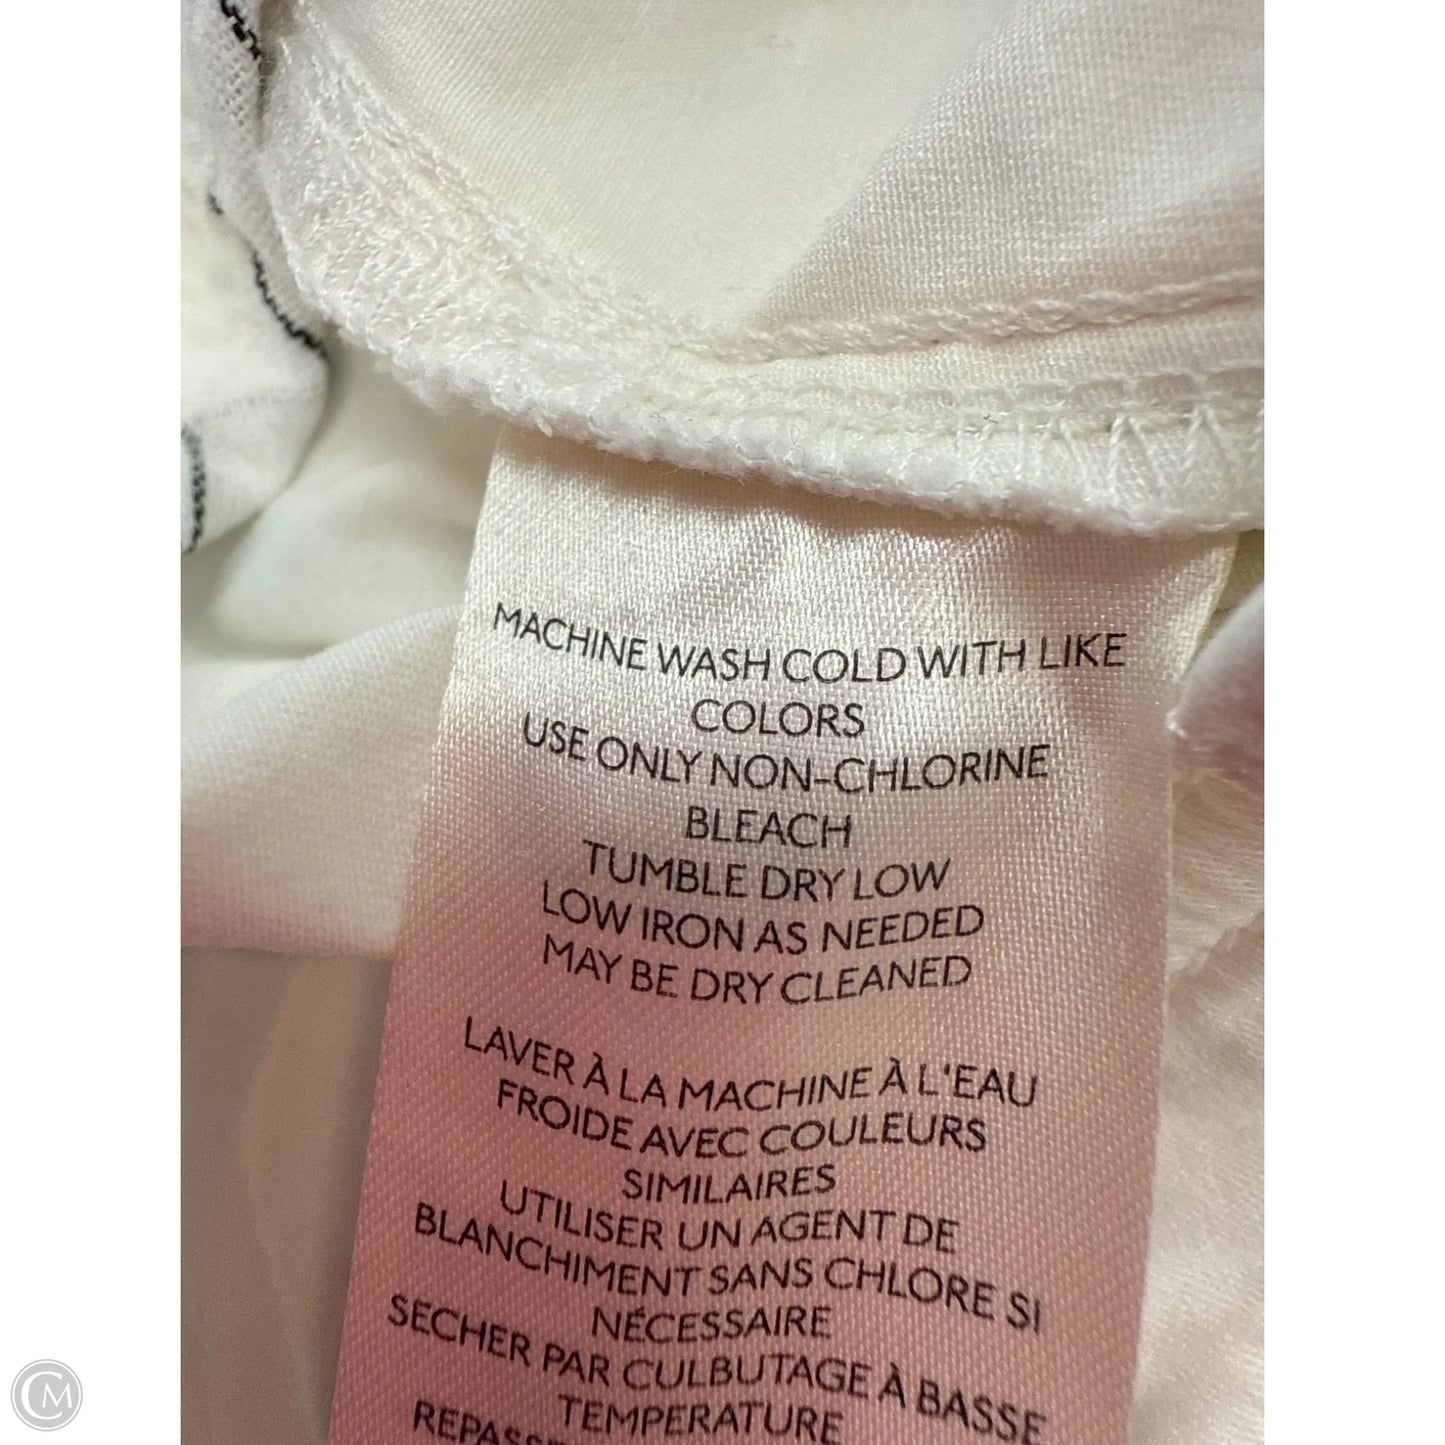 MACHINE WASH COLD WITH LIKE
COLORS
USE ONLY NON-CHLORINE
BLEACH
TUMBLE DRY LOW
LOW IRON AS NEEDED
MAY BE DRY CLEANED
LAVER À LA MACHINE À L'EAU
FROIDE AVEC COULEURS
SIMILAIRES
UTILISER UN AGENT DE
BLANCHIMENT SANS CHLORE SI
NÉCESSAIRE
SECHER PAR CULBUTAGE À BASSE
TEMPERATURE
CM